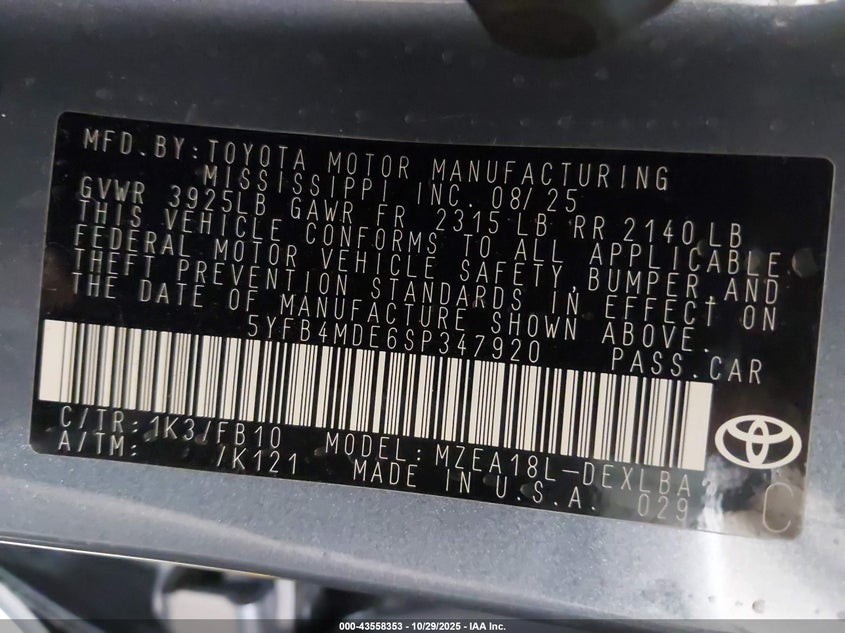 MFD.BY:TOYOTA MOTOR MANUFACTURING
MISSISSIPPI INC. 08/25
GVWR 3925LB GAWR FR 2315 LB RR 2140 LB
THIS VEHICLE CONFORMS TO ALL APPLICABLE
FEDERAL MOTOR VEHICLE SAFETY,BUMPER,AND
THEFT PREVENTION STANDARDS IN EFFECT ON
THE DATE OF MANUFACTURE SHOWN ABOVE.
5YFB4MDE6SP347920 PASS.CAR
C/TR: 1K3/FB10 MODEL: MZEA18L-DEXLBA
A/TM: /K121 MADE IN U.S.A. 029
C
000-43558353 - 10/29/2025 - IAA Inc.